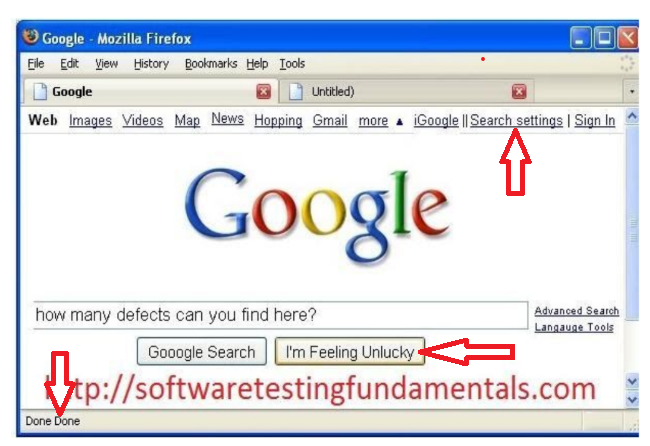 Google - Mozilla Firefox
File Edit View History Bookmarks Help Tools
Google Untitled)
Web Images Videos Map News Hopping Gmail more ▲ iGoogle || Search settings | Sign In
Google
how many defects can you find here?
Advanced Search
Langauge Tools
Gooogle Search I'm Feeling Unlucky
http://softwaretestingfundamentals.com
Done Done